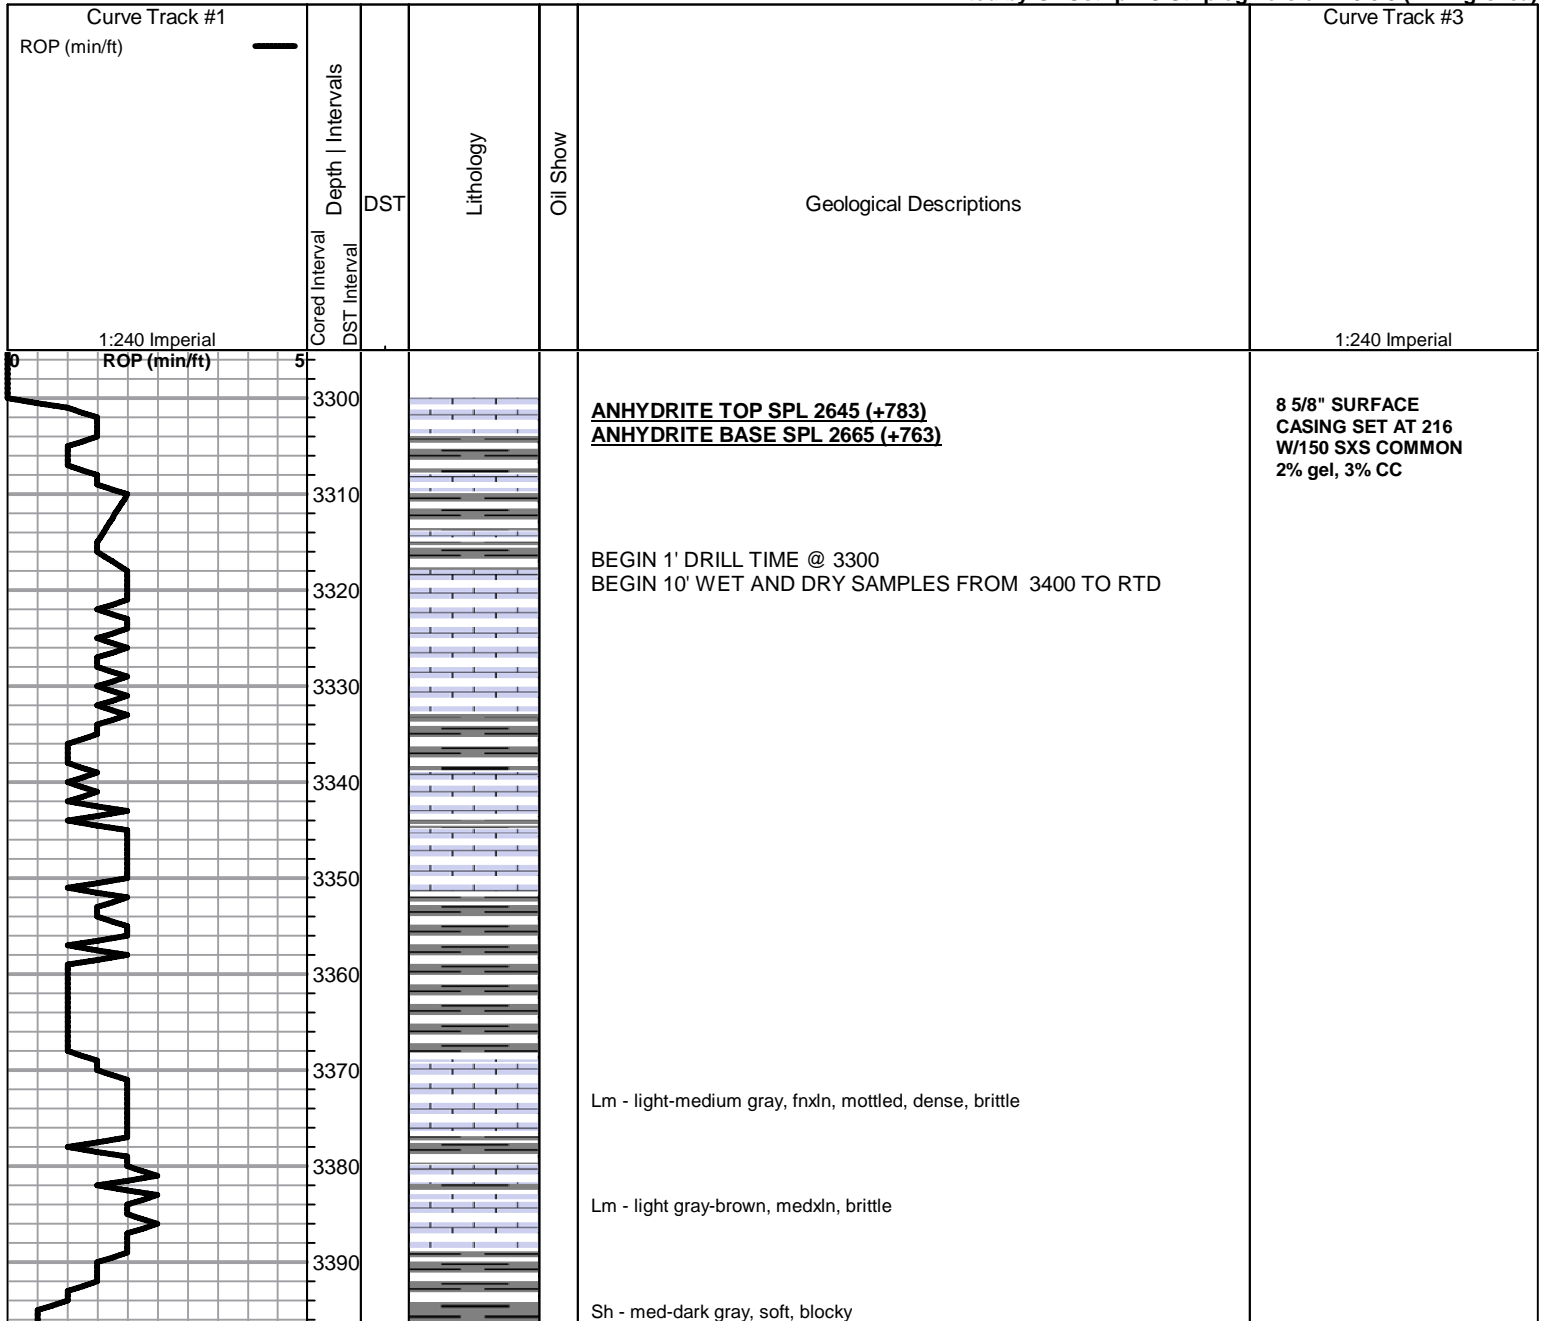 Curve Track #1
ROP (min/ft)
1:240 Imperial
Depth | Intervals
Cored Interval
DST Interval
DST
Lithology
Oil Show
Geological Descriptions
Curve Track #3
1:240 Imperial
0 ROP (min/ft) 5
3300
3310
3320
3330
3340
3350
3360
3370
3380
3390
ANHYDRITE TOP SPL 2645 (+783)
ANHYDRITE BASE SPL 2665 (+763)
BEGIN 1' DRILL TIME @ 3300
BEGIN 10' WET AND DRY SAMPLES FROM 3400 TO RTD
Lm - light-medium gray, fnxln, mottled, dense, brittle
Lm - light gray-brown, medxln, brittle
Sh - med-dark gray, soft, blocky
8 5/8" SURFACE
CASING SET AT 216
W/150 SXS COMMON
2% gel, 3% CC